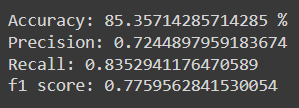 Accuracy: 85.35714285714285 %
Precision: 0.7244897959183674
Recall: 0.8352941176470589
f1 score: 0.7759562841530054